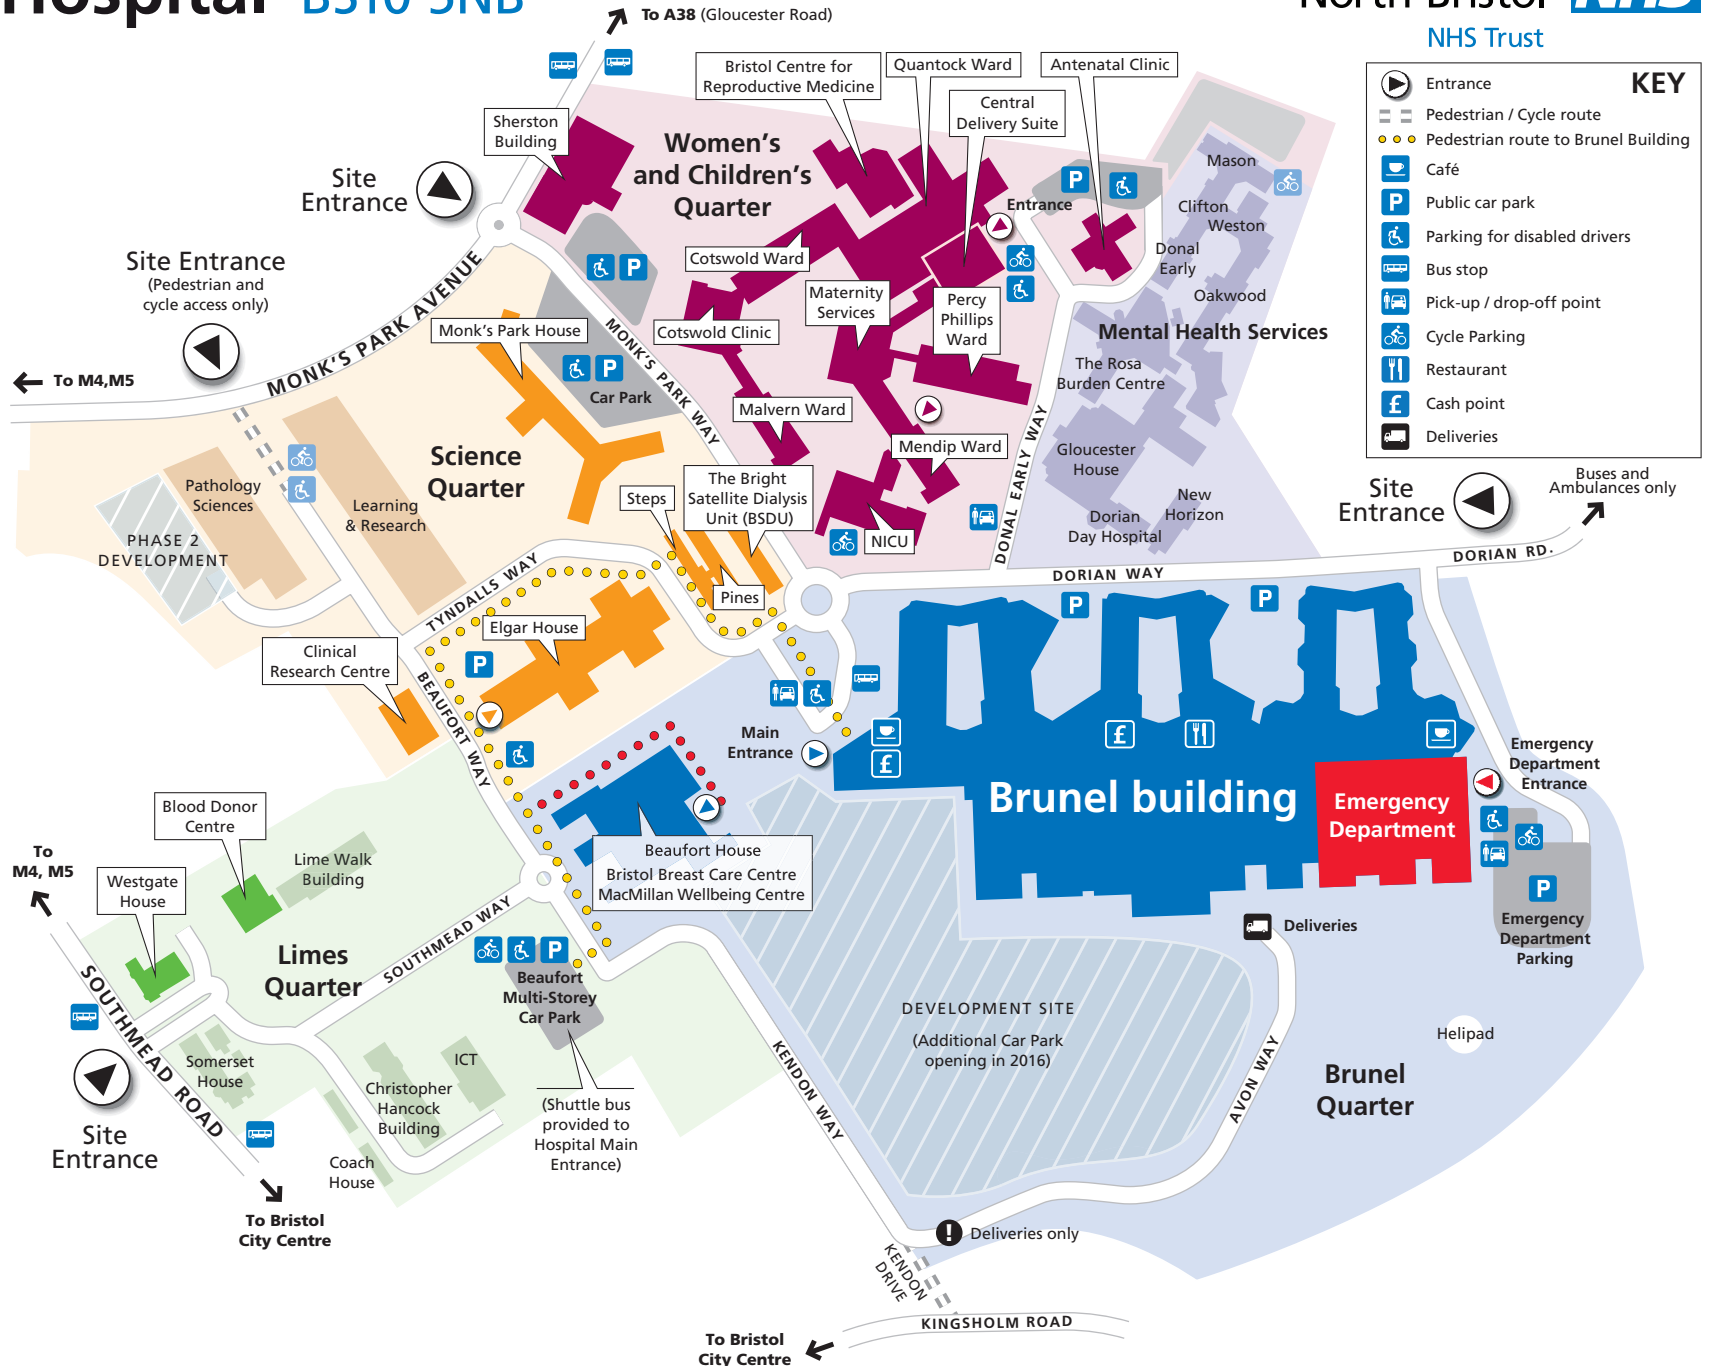 Hospital BS10 5NB
North Bristol NHS
NHS Trust
To A38 (Gloucester Road)
KEY
Entrance
Pedestrian / Cycle route
Pedestrian route to Brunel Building
Café
P Public car park
Parking for disabled drivers
Bus stop
Pick-up / drop-off point
Cycle Parking
Restaurant
£ Cash point
Deliveries
Bristol Centre for
Reproductive Medicine
Quantock Ward
Antenatal Clinic
Central
Delivery Suite
Sherston
Building
Women's
and Children's
Quarter
Site
Entrance
P
Entrance
Mason
Clifton
Weston
Donal
Early
Oakwood
Site Entrance
(Pedestrian and
cycle access only)
P
Cotswold Ward
Maternity
Services
Percy
Phillips
Ward
Cotswold Clinic
Mental Health Services
Monk's Park House
MONK'S PARK AVENUE
MONK'S PARK WAY
P
Car Park
The Rosa
Burden Centre
To M4,M5
Malvern Ward
Mendip Ward
Gloucester
House
DONAL EARLY WAY
Science
Quarter
Pathology
Sciences
Learning
& Research
Steps
The Bright
Satellite Dialysis
Unit (BSDU)
NICU
New
Horizon
Dorian
Day Hospital
Site
Entrance
Buses and
Ambulances only
DORIAN RD.
DORIAN WAY
PHASE 2
DEVELOPMENT
TYNDALLS WAY
Pines
Elgar House
P
P
P
Clinical
Research Centre
BEAUFORT WAY
Main
Entrance
£
£
Brunel building
Emergency
Department
Emergency
Department
Entrance
P
Emergency
Department
Parking
Blood Donor
Centre
Lime Walk
Building
Beaufort House
Bristol Breast Care Centre
MacMillan Wellbeing Centre
To
M4, M5
Westgate
House
Limes
Quarter
SOUTHMEAD WAY
P
Beaufort
Multi-Storey
Car Park
Deliveries
SOUTHMEAD ROAD
DEVELOPMENT SITE
(Additional Car Park
opening in 2016)
Helipad
Somerset
House
ICT
Christopher
Hancock
Building
Coach
House
(Shuttle bus
provided to
Hospital Main
Entrance)
KENDON WAY
AVON WAY
Brunel
Quarter
Site
Entrance
To Bristol
City Centre
! Deliveries only
KENDON
DRIVE
KINGSHOLM ROAD
To Bristol
City Centre